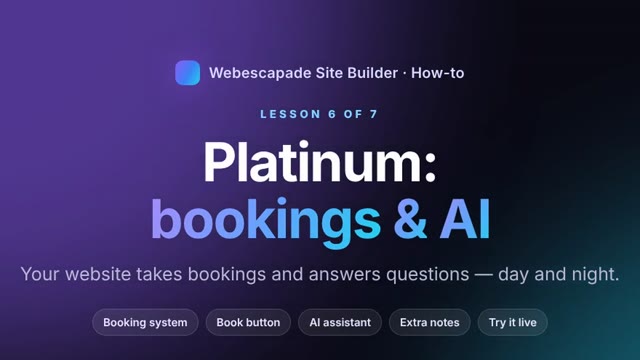 Webescapade Site Builder · How-to
LESSON 6 OF 7
Platinum:
bookings & AI
Your website takes bookings and answers questions — day and night.
Booking system Book button AI assistant Extra notes Try it live